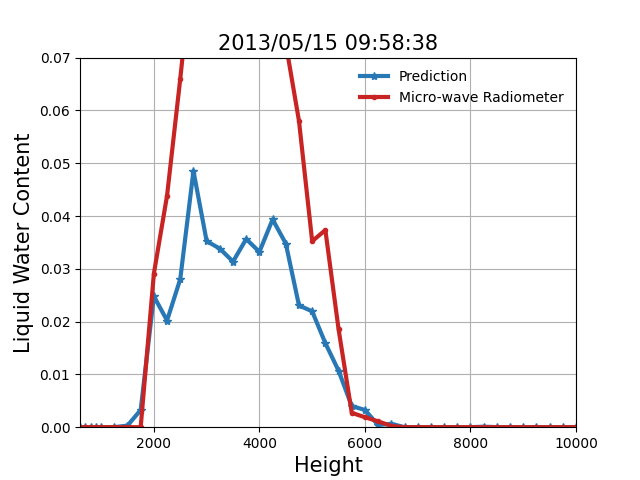 2013/05/15 09:58:38
Prediction
Micro-wave Radiometer
Liquid Water Content
0.07
0.06
0.05
0.04
0.03
0.02
0.01
0.00
2000 4000 6000 8000 10000
Height